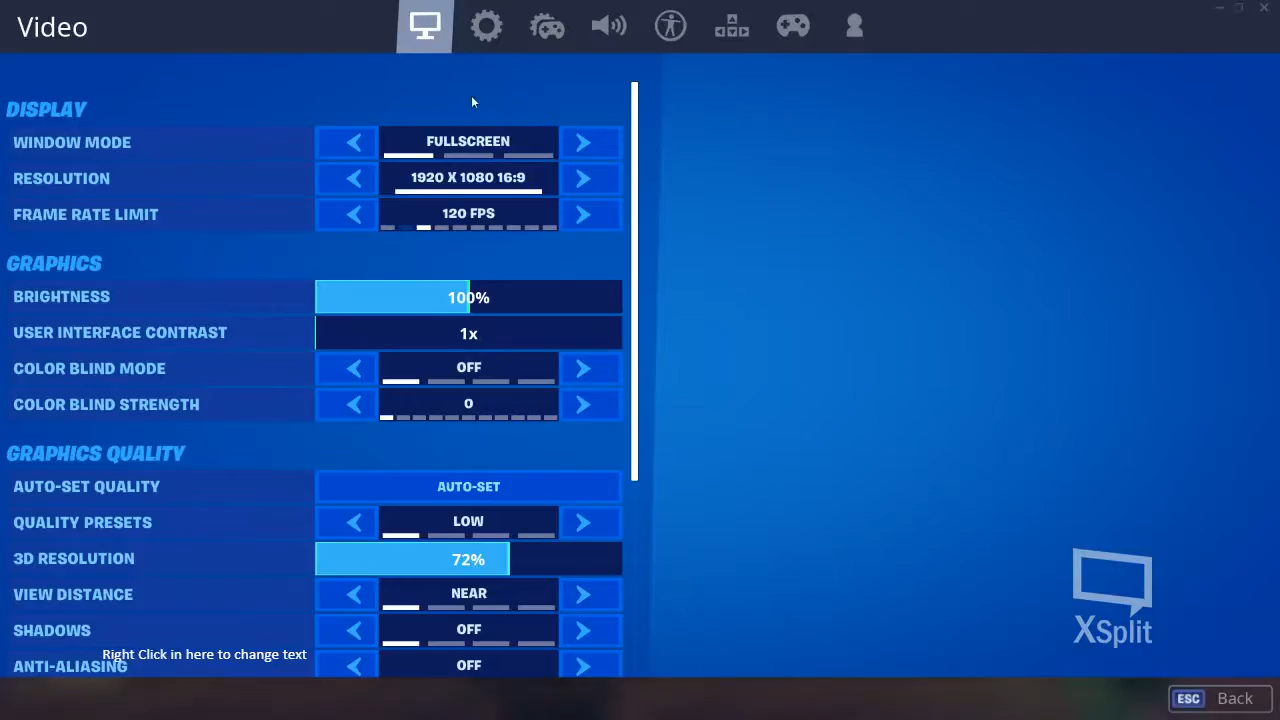 Video
DISPLAY
WINDOW MODE
FULLSCREEN
RESOLUTION
1920 X 1080 16:9
FRAME RATE LIMIT
120 FPS
GRAPHICS
BRIGHTNESS
100%
USER INTERFACE CONTRAST
1x
COLOR BLIND MODE
OFF
COLOR BLIND STRENGTH
0
GRAPHICS QUALITY
AUTO-SET QUALITY
AUTO-SET
QUALITY PRESETS
LOW
3D RESOLUTION
72%
VIEW DISTANCE
NEAR
SHADOWS
OFF
Right Click in here to change text
ANTI-ALIASING
OFF
XSplit
ESC Back